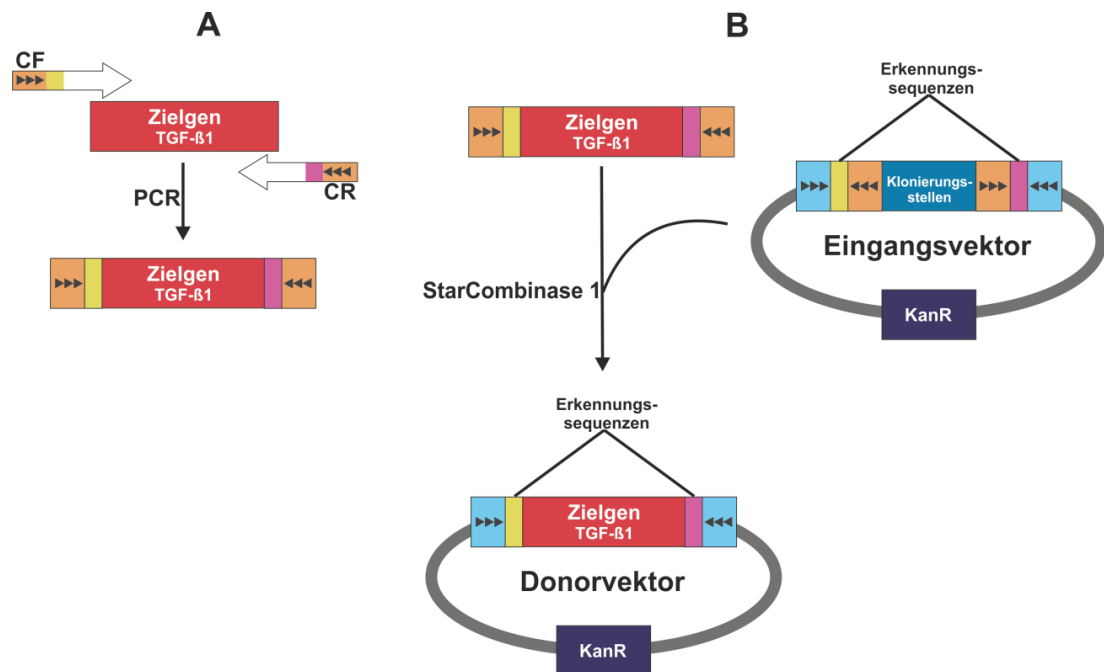 A
CF
▶▶▶
Zielgen
TGF-ß1
◀◀◀
CR
PCR
▶▶▶
Zielgen
TGF-ß1
◀◀◀
B
▶▶▶
Zielgen
TGF-ß1
◀◀◀
Erkennungs-
sequenzen
▶▶▶
◀◀◀
Klonierungs-
stellen
▶▶▶
◀◀◀
Eingangsvektor
KanR
StarCombinase 1
Erkennungs-
sequenzen
▶▶▶
Zielgen
TGF-ß1
◀◀◀
Donorvektor
KanR